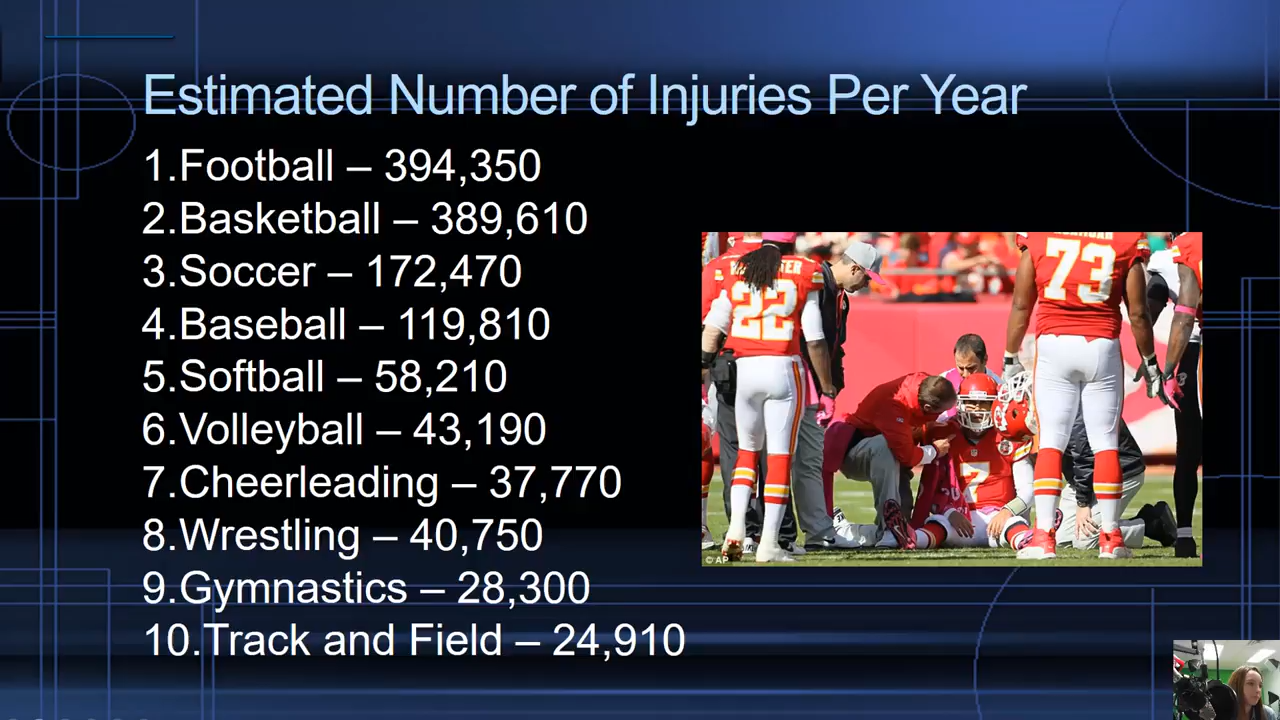 Estimated Number of Injuries Per Year
1.Football – 394,350
2.Basketball – 389,610
3.Soccer – 172,470
4.Baseball – 119,810
5.Softball – 58,210
6.Volleyball – 43,190
7.Cheerleading – 37,770
8.Wrestling – 40,750
9.Gymnastics – 28,300
10.Track and Field – 24,910
22
73
7
© AP